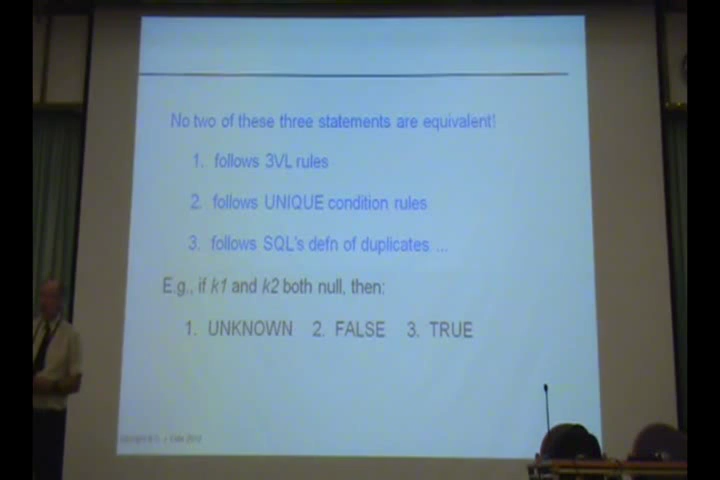 No two of these three statements are equivalent!
1. follows 3VL rules
2. follows UNIQUE condition rules
3. follows SQL's defn of duplicates ...
E.g., if k1 and k2 both null, then:
1. UNKNOWN 2. FALSE 3. TRUE